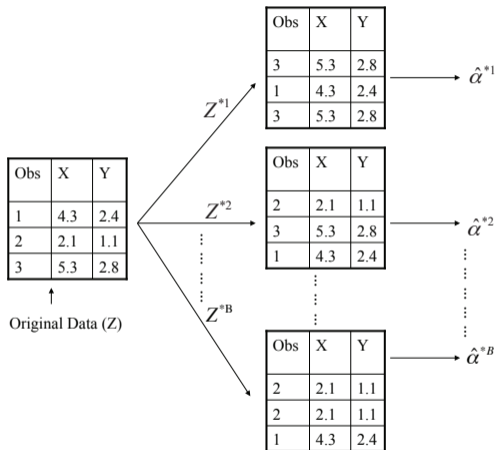 Obs X Y
1 4.3 2.4
2 2.1 1.1
3 5.3 2.8
Original Data (Z)
Z*1
Obs X Y
3 5.3 2.8
1 4.3 2.4
3 5.3 2.8
α̂*1
Z*2
Obs X Y
2 2.1 1.1
3 5.3 2.8
1 4.3 2.4
α̂*2
Z*B
Obs X Y
2 2.1 1.1
2 2.1 1.1
1 4.3 2.4
α̂*B